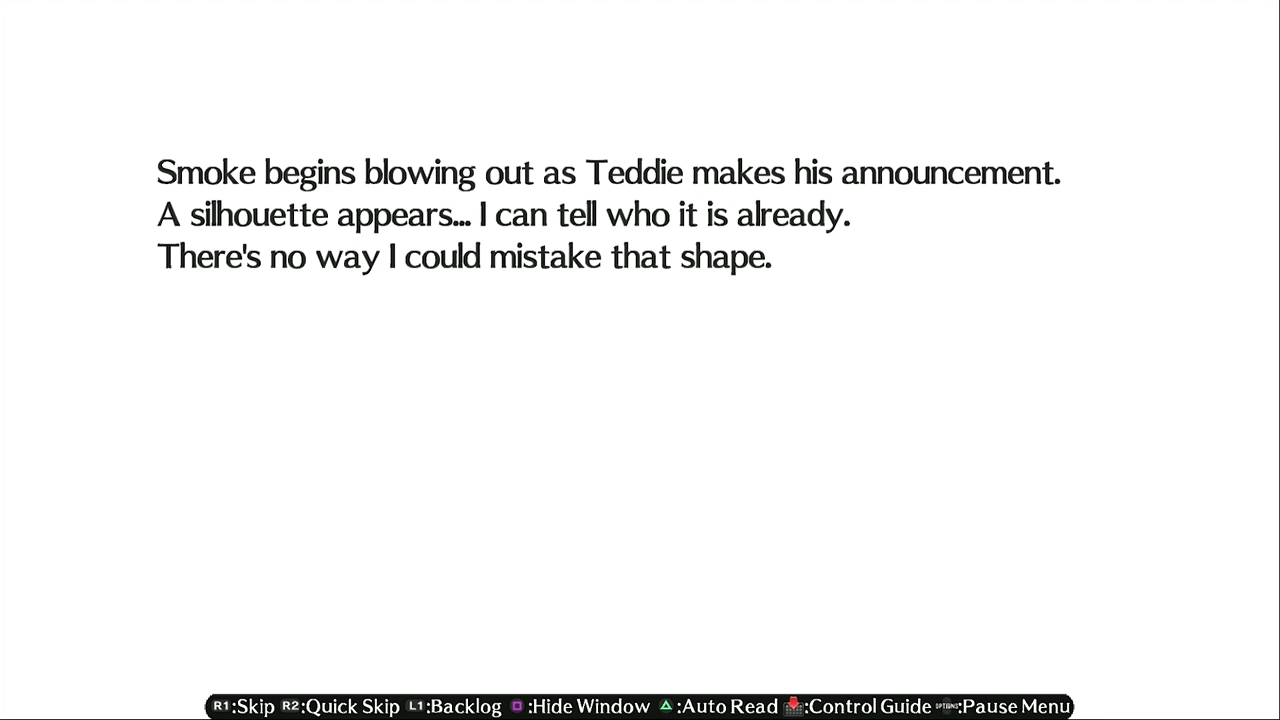 Smoke begins blowing out as Teddie makes his announcement.
A silhouette appears... I can tell who it is already.
There's no way I could mistake that shape.
R1:Skip R2:Quick Skip L1:Backlog :Hide Window :Auto Read :Control Guide OPTIONS:Pause Menu